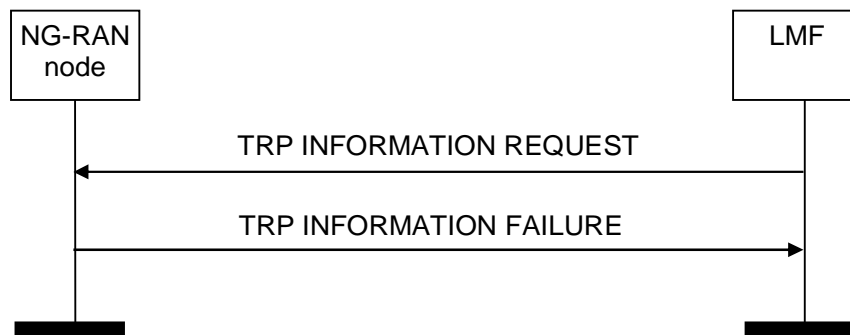 NG-RAN
node
LMF
TRP INFORMATION REQUEST
TRP INFORMATION FAILURE